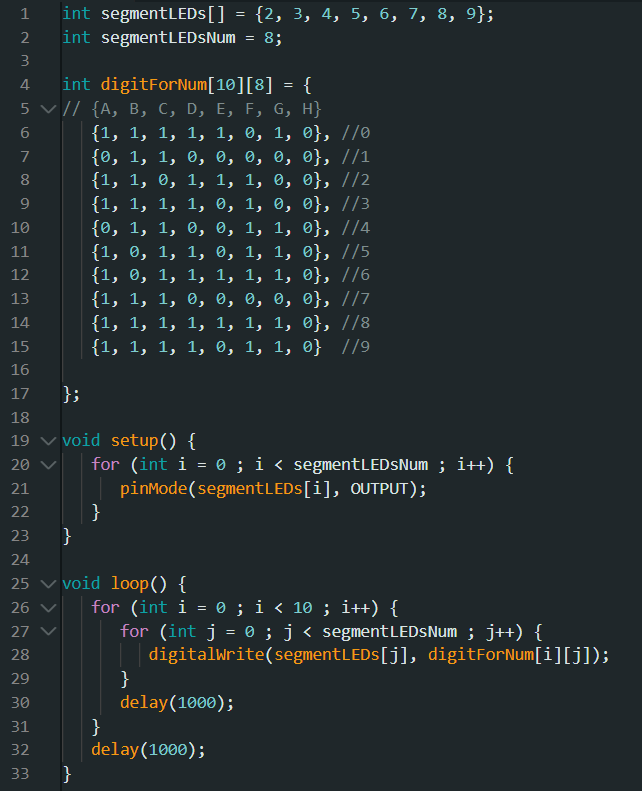 1 int segmentLEDs[] = {2, 3, 4, 5, 6, 7, 8, 9};
2 int segmentLEDsNum = 8;
3
4 int digitForNum[10][8] = {
5 // {A, B, C, D, E, F, G, H}
6 {1, 1, 1, 1, 1, 0, 1, 0}, //0
7 {0, 1, 1, 0, 0, 0, 0, 0}, //1
8 {1, 1, 0, 1, 1, 1, 0, 0}, //2
9 {1, 1, 1, 1, 0, 1, 0, 0}, //3
10 {0, 1, 1, 0, 0, 1, 1, 0}, //4
11 {1, 0, 1, 1, 0, 1, 1, 0}, //5
12 {1, 0, 1, 1, 1, 1, 1, 0}, //6
13 {1, 1, 1, 0, 0, 0, 0, 0}, //7
14 {1, 1, 1, 1, 1, 1, 1, 0}, //8
15 {1, 1, 1, 1, 0, 1, 1, 0} //9
16
17 };
18
19 void setup() {
20 for (int i = 0 ; i < segmentLEDsNum ; i++) {
21 pinMode(segmentLEDs[i], OUTPUT);
22 }
23 }
24
25 void loop() {
26 for (int i = 0 ; i < 10 ; i++) {
27 for (int j = 0 ; j < segmentLEDsNum ; j++) {
28 digitalWrite(segmentLEDs[j], digitForNum[i][j]);
29 }
30 delay(1000);
31 }
32 delay(1000);
33 }